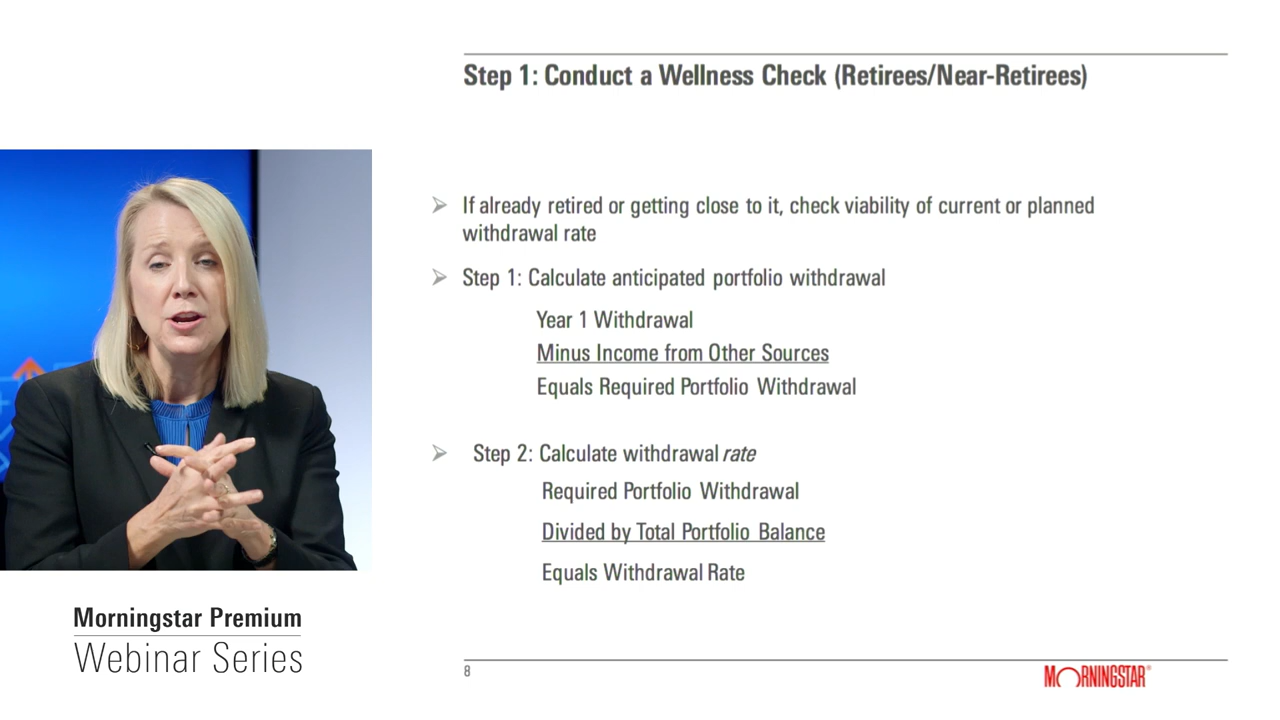 Step 1: Conduct a Wellness Check (Retirees/Near-Retirees)
If already retired or getting close to it, check viability of current or planned
withdrawal rate
Step 1: Calculate anticipated portfolio withdrawal
Year 1 Withdrawal
Minus Income from Other Sources
Equals Required Portfolio Withdrawal
Step 2: Calculate withdrawal rate
Required Portfolio Withdrawal
Divided by Total Portfolio Balance
Equals Withdrawal Rate
Morningstar Premium
Webinar Series
8
MORNINGSTAR®